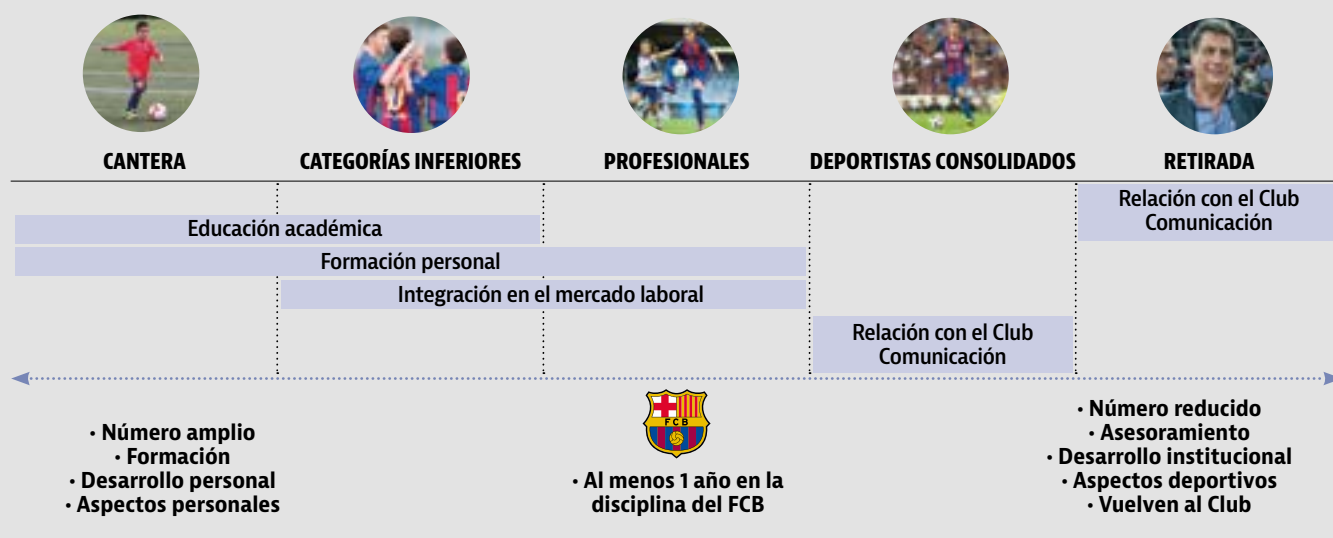 CANTERA
CATEGORÍAS INFERIORES
PROFESIONALES
DEPORTISTAS CONSOLIDADOS
RETIRADA
Relación con el Club
Comunicación
Educación académica
Formación personal
Integración en el mercado laboral
Relación con el Club
Comunicación
· Número amplio
· Formación
· Desarrollo personal
· Aspectos personales
FCB
· Al menos 1 año en la
disciplina del FCB
· Número reducido
· Asesoramiento
· Desarrollo institucional
· Aspectos deportivos
· Vuelven al Club